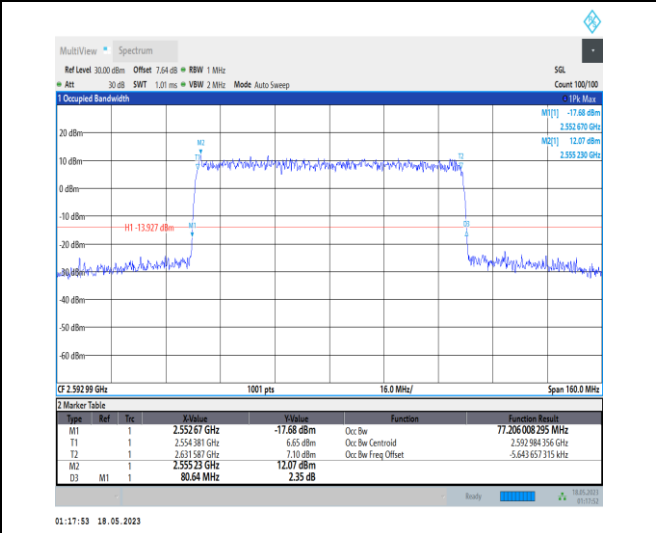 MultiView Spectrum
Ref Level 30.00 dBm Offset 7.64 dB RBW 1 MHz SGL
Att 30 dB SWT 1.01 ms VBW 2 MHz Mode Auto Sweep Count 100/100
1 Occupied Bandwidth 1Pk Max
M1[1] -17.68 dBm
2.552 670 GHz
M2[1] 12.07 dBm
2.555 230 GHz
20 dBm
M2
10 dBm
T1
T2
0 dBm
-10 dBm
H1 -13.927 dBm
M1
D3
-20 dBm
-30 dBm
-40 dBm
-50 dBm
-60 dBm
CF 2.592 99 GHz 1001 pts 16.0 MHz/ Span 160.0 MHz
2 Marker Table
Type Ref Trc X-Value Y-Value Function Function Result
M1 1 2.552 67 GHz -17.68 dBm Occ Bw 77.206 008 295 MHz
T1 1 2.554 381 GHz 6.65 dBm Occ Bw Centroid 2.592 984 356 GHz
T2 1 2.631 587 GHz 7.10 dBm Occ Bw Freq Offset -5.643 657 315 kHz
M2 1 2.555 23 GHz 12.07 dBm
D3 M1 1 80.64 MHz 2.35 dB
Ready 18.05.2023
01:17:52
01:17:53 18.05.2023